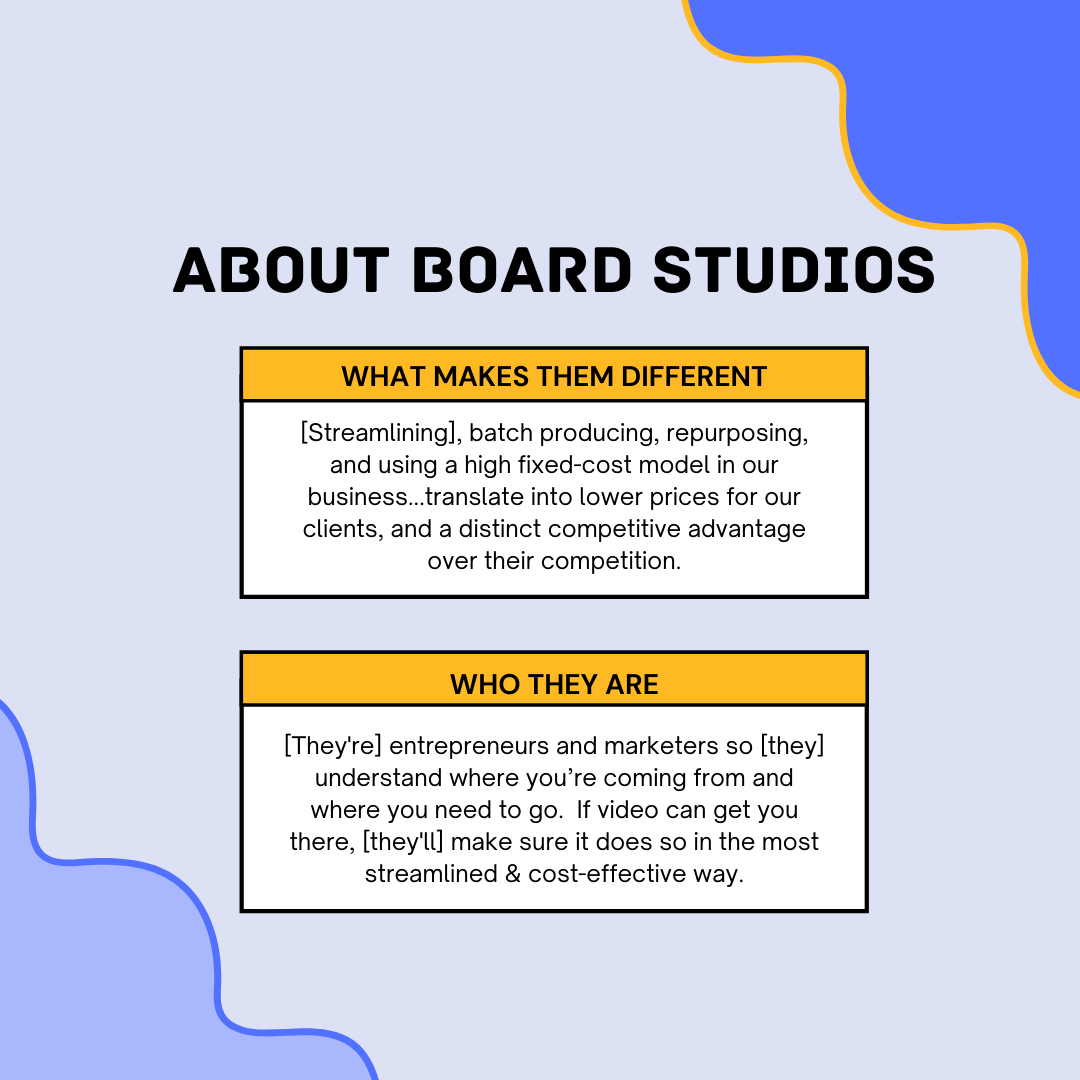 ABOUT BOARD STUDIOS
WHAT MAKES THEM DIFFERENT
[Streamlining], batch producing, repurposing,
and using a high fixed-cost model in our
business...translate into lower prices for our
clients, and a distinct competitive advantage
over their competition.
WHO THEY ARE
[They're] entrepreneurs and marketers so [they]
understand where you’re coming from and
where you need to go.  If video can get you
there, [they'll] make sure it does so in the most
streamlined & cost-effective way.